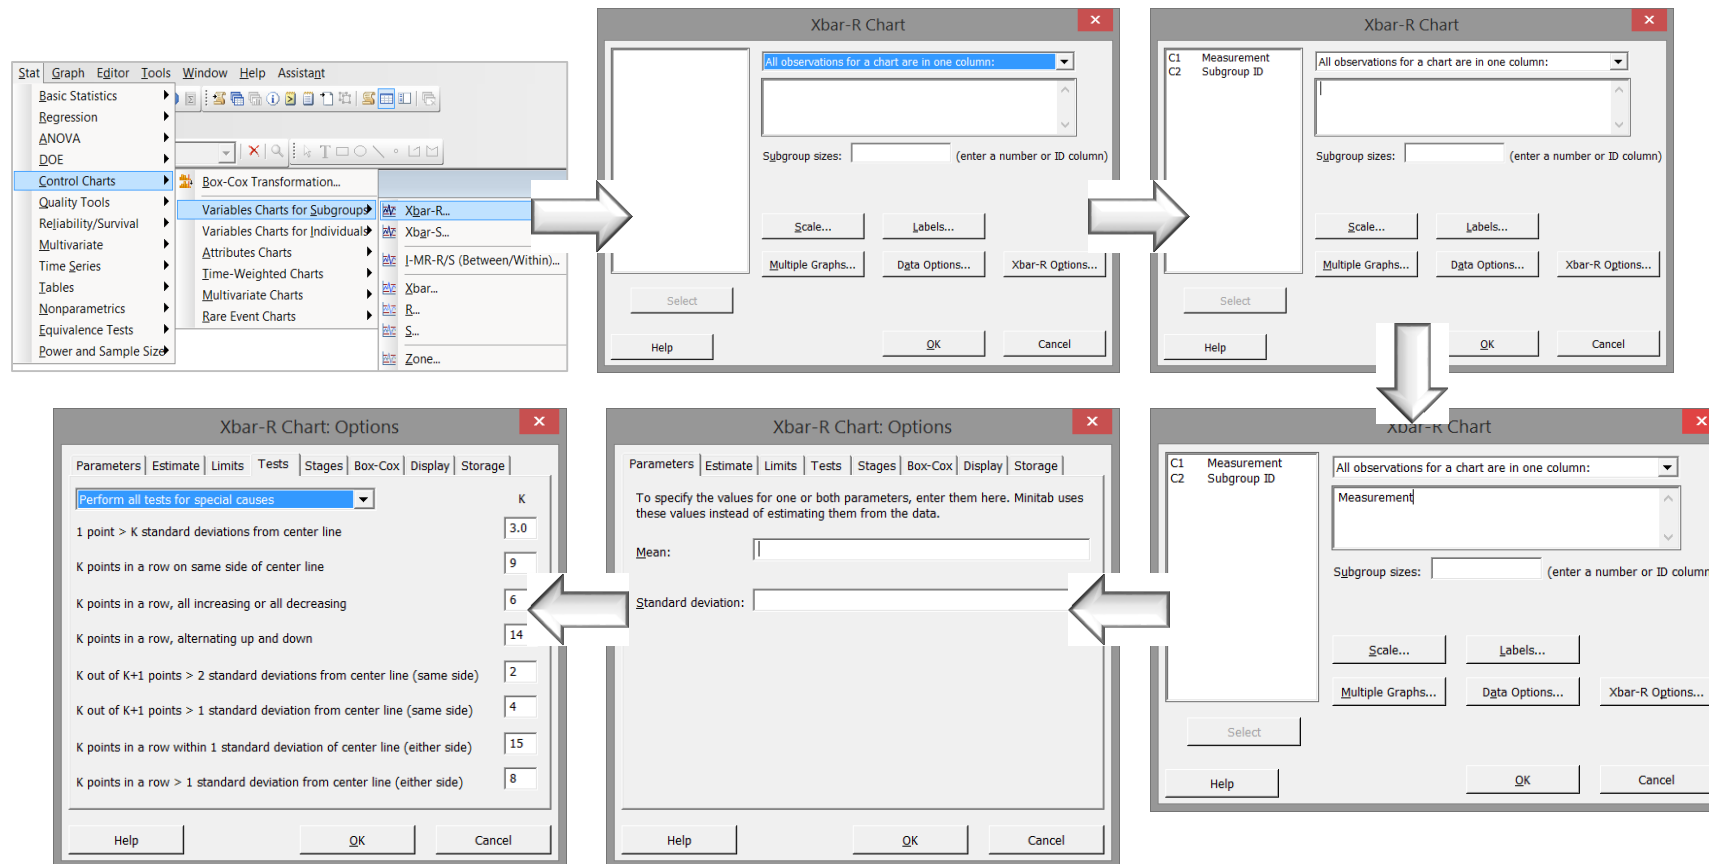 Stat Graph Editor Tools Window Help Assistant
Basic Statistics
Regression
ANOVA
DOE
Control Charts
Quality Tools
Reliability/Survival
Multivariate
Time Series
Tables
Nonparametrics
Equivalence Tests
Power and Sample Size
Box-Cox Transformation...
Variables Charts for Subgroups
Variables Charts for Individuals
Attributes Charts
Time-Weighted Charts
Multivariate Charts
Rare Event Charts
Xbar-R...
Xbar-S...
I-MR-R/S (Between/Within)...
Xbar...
R...
S...
Zone...
Xbar-R Chart
All observations for a chart are in one column:
Subgroup sizes: (enter a number or ID column)
Scale... Labels...
Multiple Graphs... Data Options... Xbar-R Options...
Select
Help OK Cancel
Xbar-R Chart
C1 Measurement
C2 Subgroup ID
All observations for a chart are in one column:
Subgroup sizes: (enter a number or ID column)
Scale... Labels...
Multiple Graphs... Data Options... Xbar-R Options...
Select
Help OK Cancel
Xbar-R Chart
C1 Measurement
C2 Subgroup ID
All observations for a chart are in one column:
Measurement
Subgroup sizes: (enter a number or ID column
Scale... Labels...
Multiple Graphs... Data Options... Xbar-R Options...
Select
Help OK Cancel
Xbar-R Chart: Options
Parameters Estimate Limits Tests Stages Box-Cox Display Storage
To specify the values for one or both parameters, enter them here. Minitab uses
these values instead of estimating them from the data.
Mean:
Standard deviation:
Help OK Cancel
Xbar-R Chart: Options
Parameters Estimate Limits Tests Stages Box-Cox Display Storage
Perform all tests for special causes K
1 point > K standard deviations from center line 3.0
K points in a row on same side of center line 9
K points in a row, all increasing or all decreasing 6
K points in a row, alternating up and down 14
K out of K+1 points > 2 standard deviations from center line (same side) 2
K out of K+1 points > 1 standard deviation from center line (same side) 4
K points in a row within 1 standard deviation of center line (either side) 15
K points in a row > 1 standard deviation from center line (either side) 8
Help OK Cancel